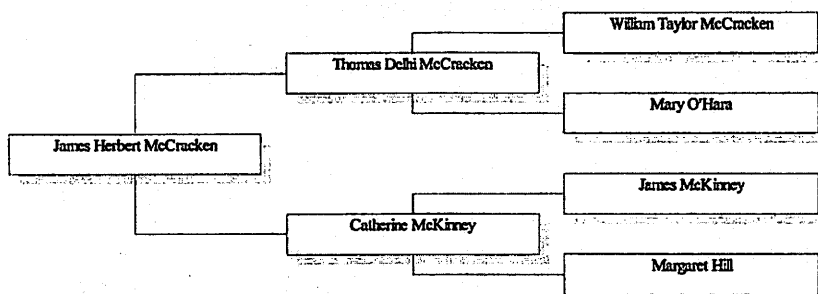 William Taylor McCracken
Thomas Delhi McCracken
Mary O'Hara
James Herbert McCracken
James McKinney
Catherine McKinney
Margaret Hill